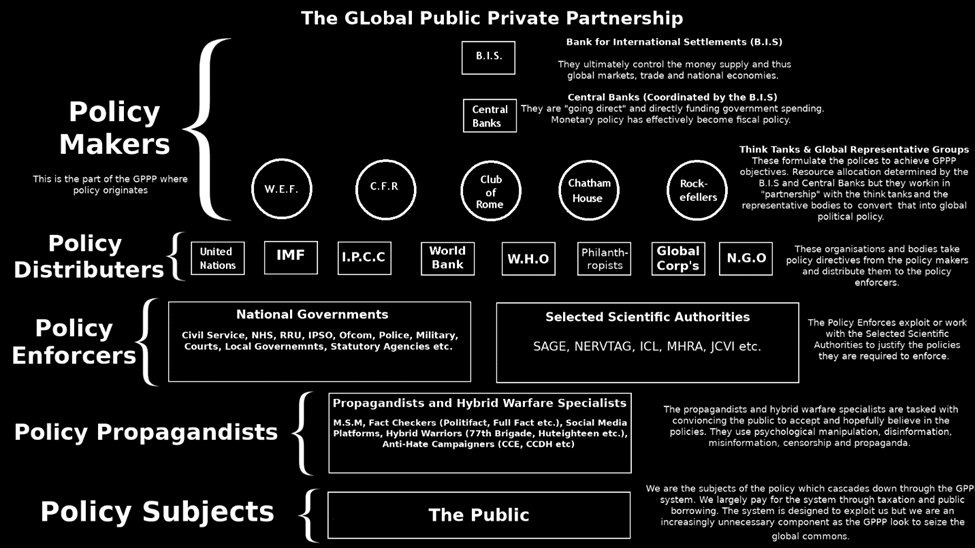 The GLobal Public Private Partnership
Policy
Makers
This is the part of the GPPP where
policy originates
B.I.S.
Bank for International Settlements (B.I.S)
They ultimately control the money supply and thus
global markets, trade and national economies.
Central
Banks
Central Banks (Coordinated by the B.I.S)
They are "going direct" and directly funding government spending.
Monetary policy has effectively become fiscal policy.
W.E.F.
C.F.R
Club
of
Rome
Chatham
House
Rock-
efellers
Think Tanks & Global Representative Groups
These formulate the polices to achieve GPPP
objectives. Resource allocation determined by the
B.I.S and Central Banks but they workin in
"partnership" with the think tanks and the
representative bodies to convert that into global
political policy.
Policy
Distributers
United
Nations
IMF
I.P.C.C
World
Bank
W.H.O
Philanth-
ropists
Global
Corp's
N.G.O
These organisations and bodies take
policy directives from the policy makers
and distribute them to the policy
enforcers.
Policy
Enforcers
National Governments
Civil Service, NHS, RRU, IPSO, Ofcom, Police, Military,
Courts, Local Governemnts, Statutory Agencies etc.
Selected Scientific Authorities
SAGE, NERVTAG, ICL, MHRA, JCVI etc.
The Policy Enforces exploit or work
with the Selected Scientific
Authorities to justify the policies
they are required to enforce.
Policy Propagandists
Propagandists and Hybrid Warfare Specialists
M.S.M, Fact Checkers (Politifact, Full Fact etc.), Social Media
Platforms, Hybrid Warriors (77th Brigade, Huteighteen etc.),
Anti-Hate Campaigners (CCE, CCDH etc)
The propagandists and hybrid warfare specialists are tasked with
convioncing the public to accept and hopefully believe in the
policies. They use psychological manipulation, disinformation,
misinformation, censorship and propaganda.
Policy Subjects
The Public
We are the subjects of the policy which cascades down through the GPP
system. We largely pay for the system through taxation and public
borrowing. The system is designed to exploit us but we are an
increasingly unnecessary component as the GPPP look to seize the
global commons.